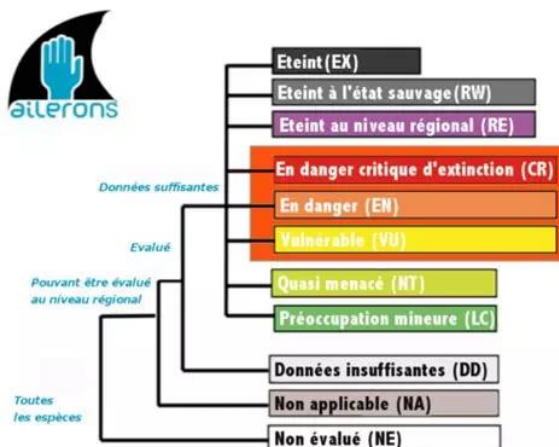 aILeroNs
Eteint (EX)
Eteint à l'état sauvage (RW)
Eteint au niveau régional (RE)
En danger critique d'extinction (CR)
Données suffisantes
En danger (EN)
Vulnérable (VU)
Evalué
Pouvant être évalué
au niveau régional
Quasi menacé (NT)
Préoccupation mineure (LC)
Données insuffisantes (DD)
Toutes
les espèces
Non applicable (NA)
Non évalué (NE)